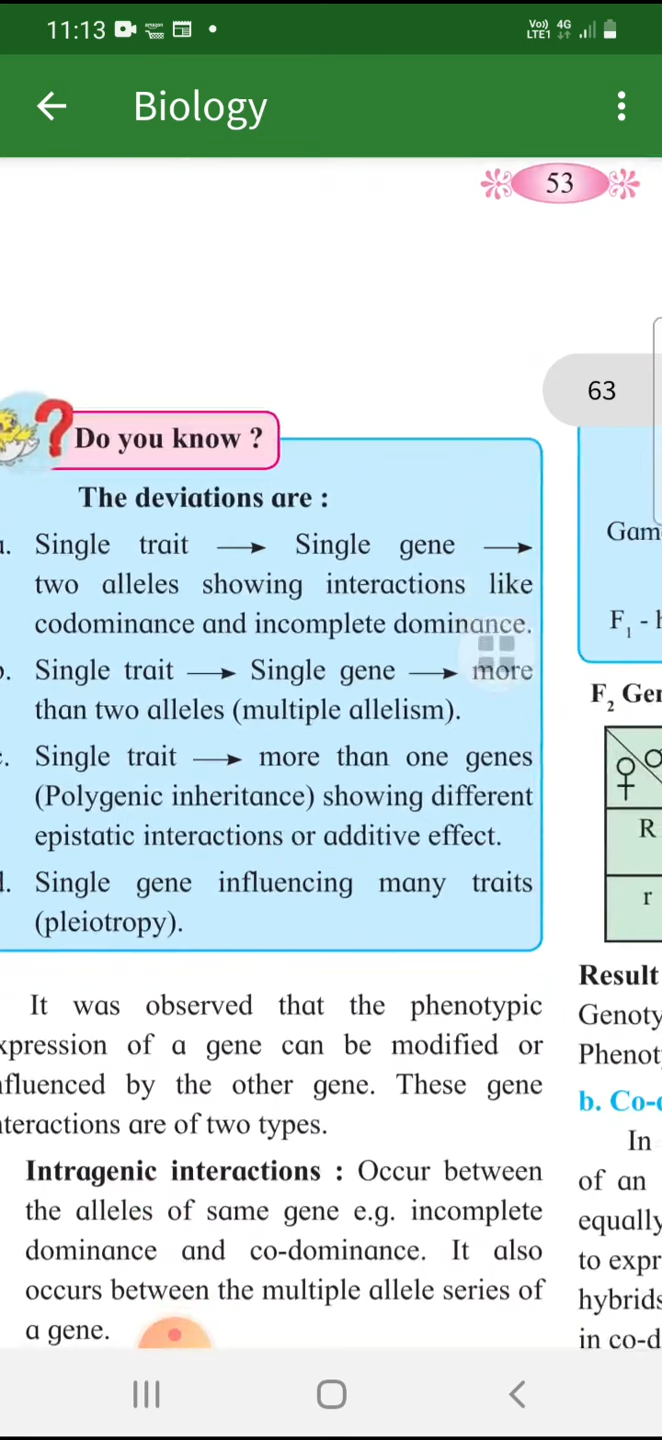 11:13
Vo)) 4G
LTE1
Biology
53
63
Do you know ?
The deviations are :
Single trait → Single gene →
two alleles showing interactions like
codominance and incomplete dominance.
Single trait → Single gene → more
than two alleles (multiple allelism).
Single trait → more than one genes
(Polygenic inheritance) showing different
epistatic interactions or additive effect.
Single gene influencing many traits
(pleiotropy).
It was observed that the phenotypic
xpression of a gene can be modified or
nfluenced by the other gene. These gene
nteractions are of two types.
Intragenic interactions : Occur between
the alleles of same gene e.g. incomplete
dominance and co-dominance. It also
occurs between the multiple allele series of
a gene.
Gam
F₁ - h
F₂ Ger
♀
R
r
Result
Genoty
Phenot
b. Co-
In
of an
equally
to expr
hybrids
in co-d